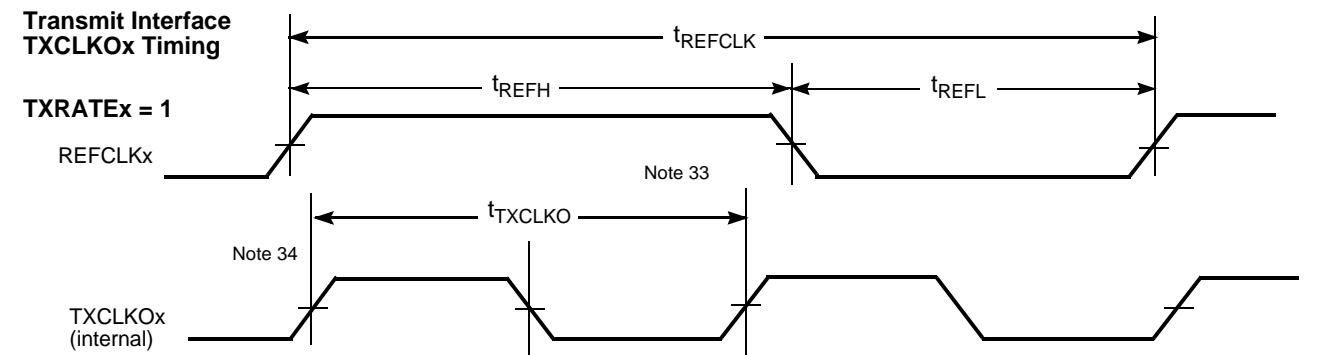 Transmit Interface
TXCLKOx Timing
tREFCLK
tREFH
tREFL
TXRATEx = 1
REFCLKx
Note 33
tTXCLKO
Note 34
TXCLKOx
(internal)